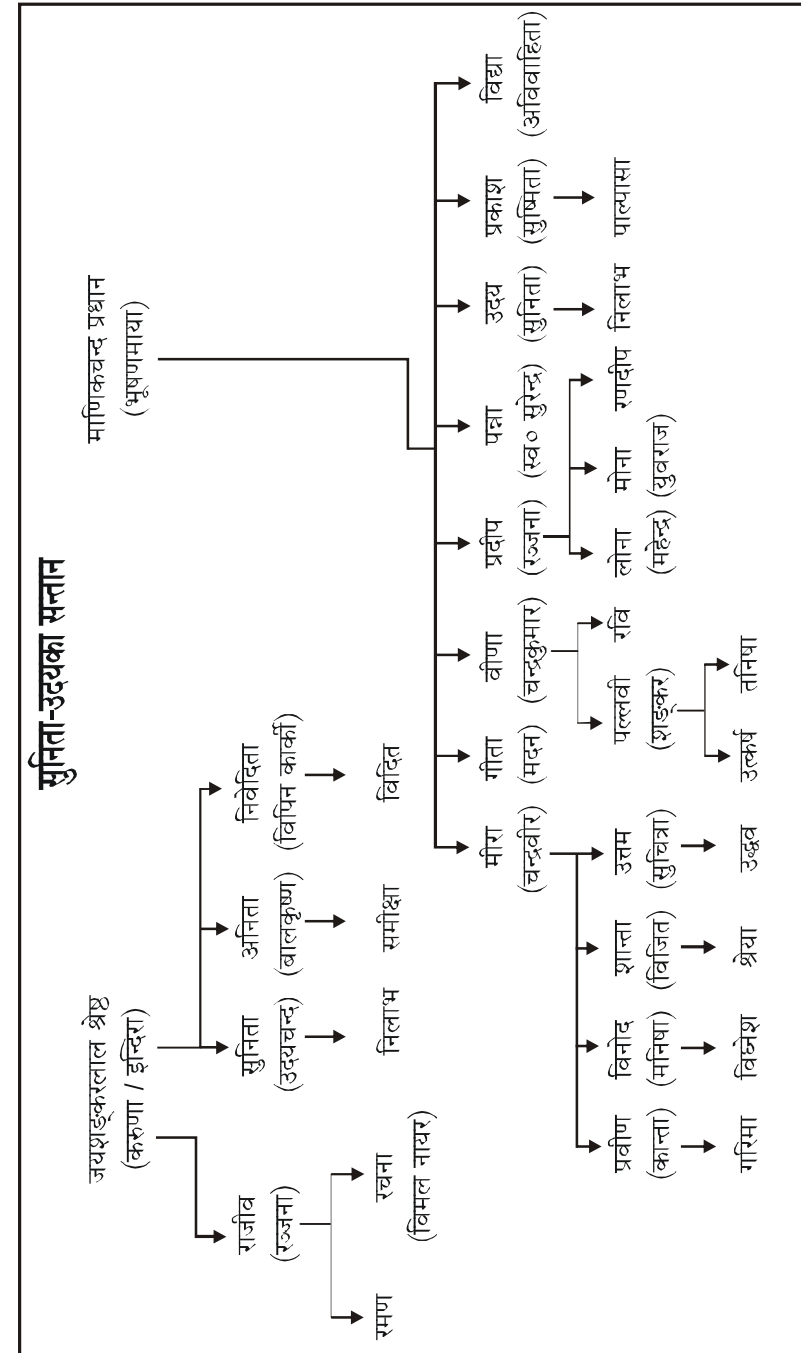 सुनिता-उदयका सन्तान
जयशङ्करलाल श्रेष्ठ
(करुणा / इन्दिरा)
माणिकचन्द प्रधान
(भूषणमाया)
राजीव
(रञ्जना)
सुनिता
(उदयचन्द)
अनिता
(बालकृष्ण)
निवेदिता
(विपिन कार्की)
रमण
रचना
(विमल नायर)
निलाभ
समीक्षा
विदित
मीरा
(चन्द्रवीर)
गीता
(मदन)
वीणा
(चन्द्रकुमार)
प्रदीप
(रञ्जना)
पन्ना
(स्व० सुरेन्द्र)
उदय
(सुनिता)
प्रकाश
(सुष्मिता)
विद्या
(अविवाहिता)
प्रवीण
(कान्ता)
विनोद
(मनिषा)
शान्ता
(विजित)
उत्तम
(सुचित्रा)
पल्लवी
(शङ्कर)
रवि
लोना
(महेन्द्र)
मोना
(युवराज)
रणदीप
निलाभ
पाल्पासा
गरिमा
विघ्नेश
श्रेया
उद्भव
उत्कर्ष
तनिषा